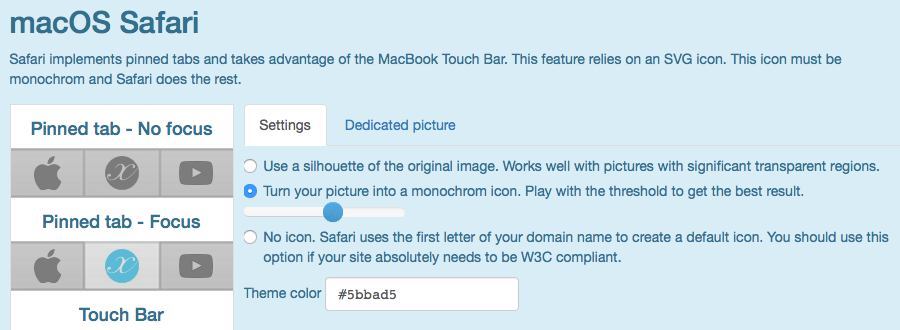 macOS Safari
Safari implements pinned tabs and takes advantage of the MacBook Touch Bar. This feature relies on an SVG icon. This icon must be
monochrom and Safari does the rest.
Pinned tab - No focus
Pinned tab - Focus
Touch Bar
Settings
Dedicated picture
Use a silhouette of the original image. Works well with pictures with significant transparent regions.
Turn your picture into a monochrom icon. Play with the threshold to get the best result.
No icon. Safari uses the first letter of your domain name to create a default icon. You should use this
option if your site absolutely needs to be W3C compliant.
Theme color
#5bbad5